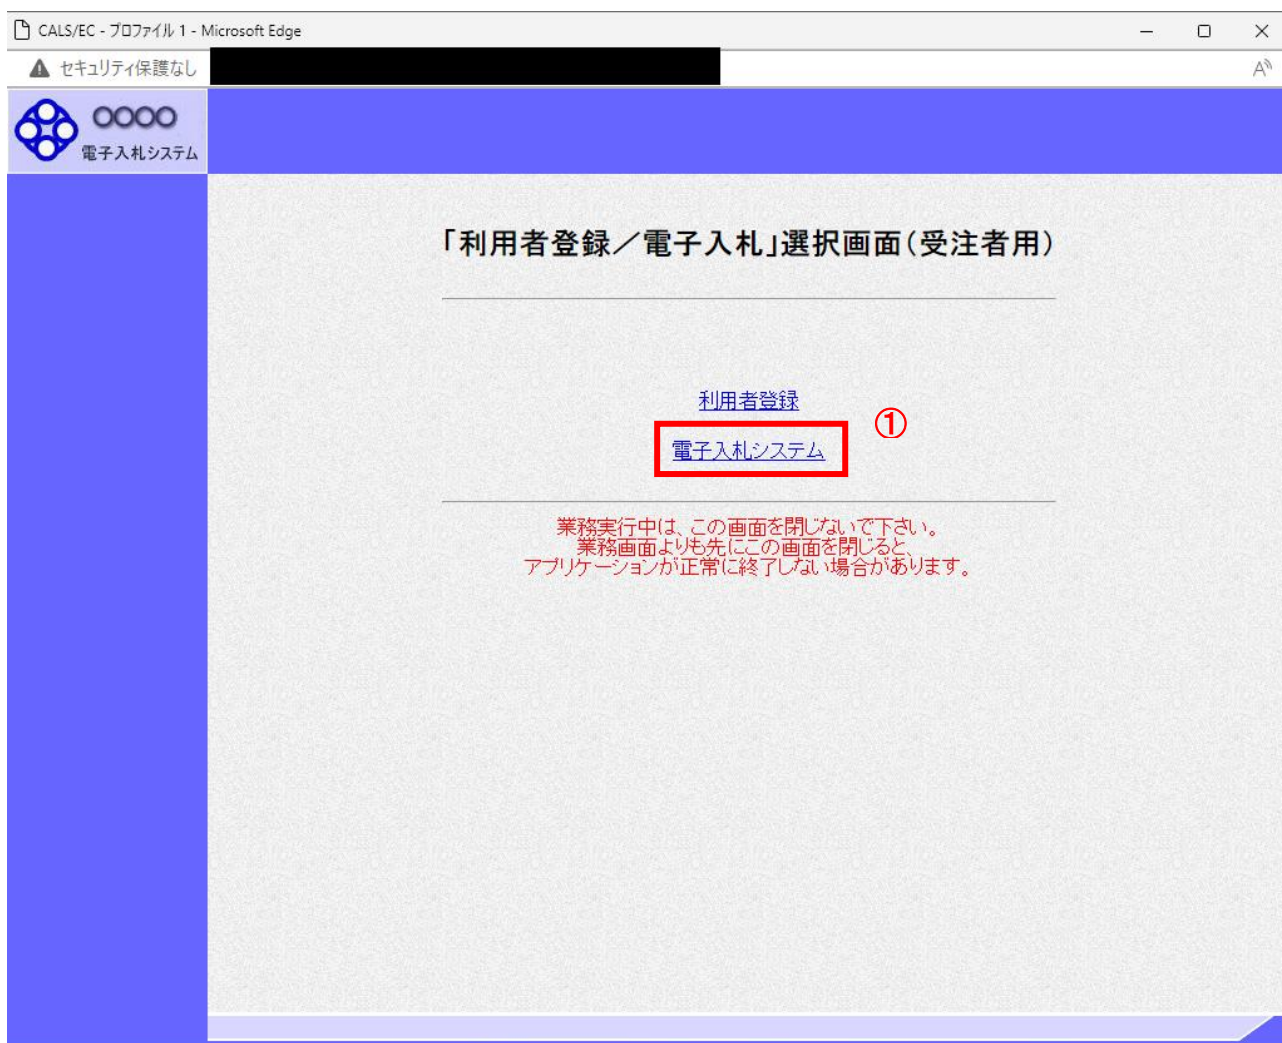 CALS/EC - プロファイル 1 - Microsoft Edge
セキュリティ保護なし
A
○○○○
電子入札システム
「利用者登録／電子入札」選択画面(受注者用)
利用者登録
①
電子入札システム
業務実行中は、この画面を閉じないで下さい。
業務画面よりも先にこの画面を閉じると、
アプリケーションが正常に終了しない場合があります。